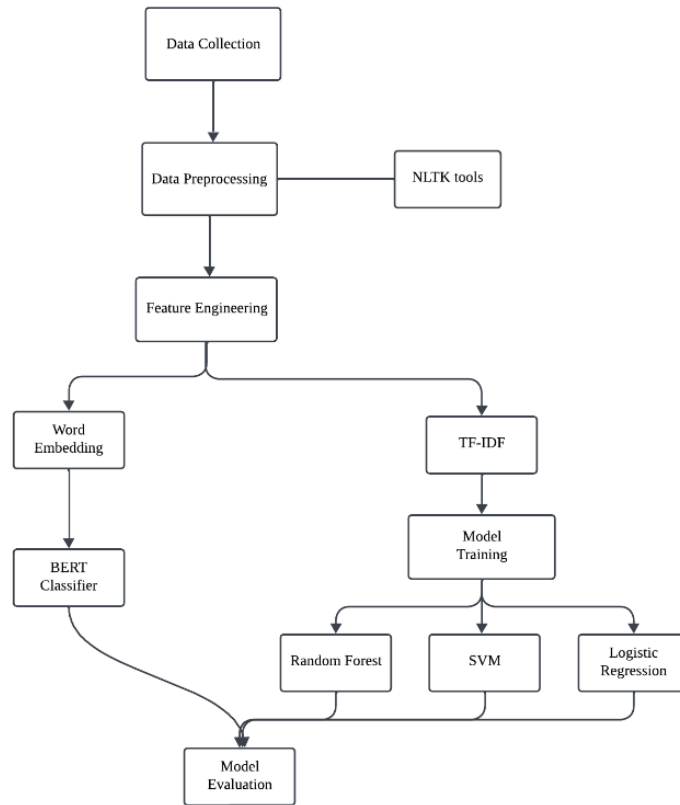 Data Collection
Data Preprocessing
NLTK tools
Feature Engineering
Word
Embedding
TF-IDF
Model
Training
BERT
Classifier
Random Forest
SVM
Logistic
Regression
Model
Evaluation